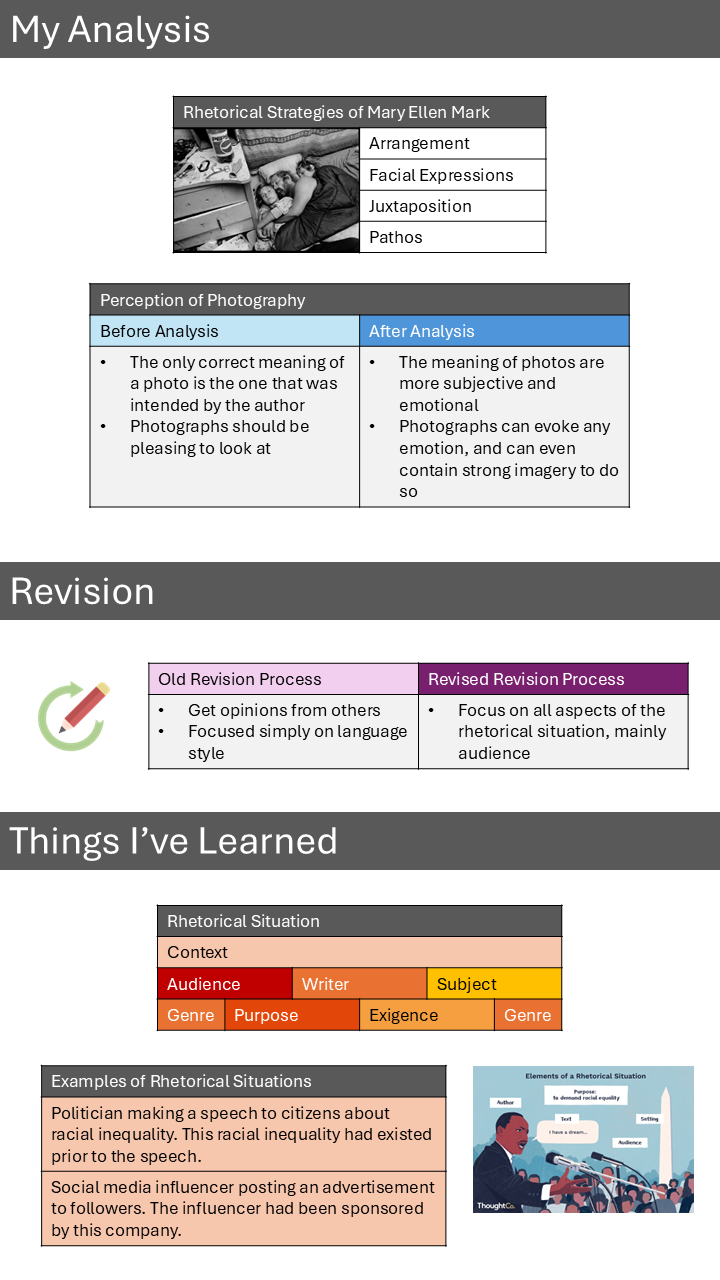 My Analysis
Rhetorical Strategies of Mary Ellen Mark
Arrangement
Facial Expressions
Juxtaposition
Pathos
Perception of Photography
Before Analysis
After Analysis
• The only correct meaning of
a photo is the one that was
intended by the author
• Photographs should be
pleasing to look at
• The meaning of photos are
more subjective and
emotional
• Photographs can evoke any
emotion, and can even
contain strong imagery to do
so
Revision
Old Revision Process
Revised Revision Process
• Get opinions from others
• Focused simply on language
style
• Focus on all aspects of the
rhetorical situation, mainly
audience
Things I’ve Learned
Rhetorical Situation
Context
Audience
Writer
Subject
Genre
Purpose
Exigence
Genre
Examples of Rhetorical Situations
Politician making a speech to citizens about
racial inequality. This racial inequality had existed
prior to the speech.
Social media influencer posting an advertisement
to followers. The influencer had been sponsored
by this company.
Elements of a Rhetorical Situation
Purpose:
to demand racial equality
Author
Text
Setting
I have a dream...
Audience
ThoughtCo.